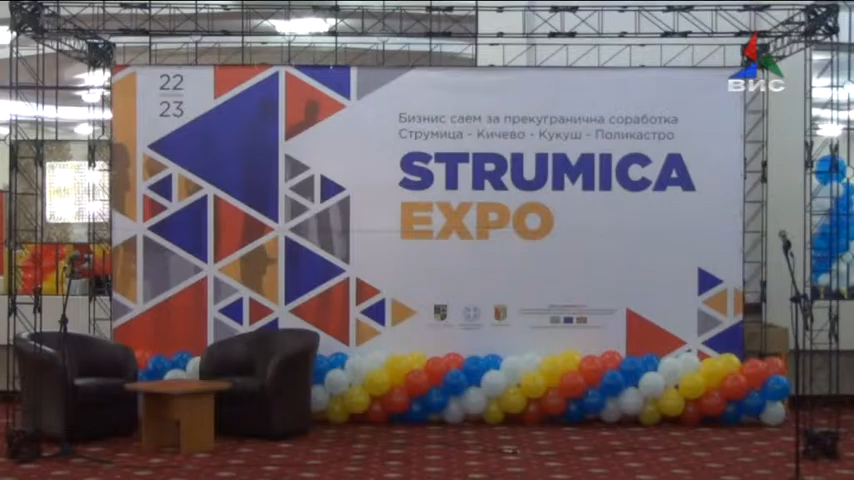 ВИС
22
23
Бизнис саем за прекугранична соработка
Струмица - Кичево - Кукуш - Поликастро
STRUMICA
EXPO